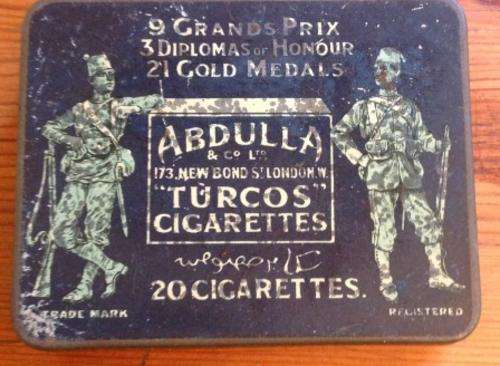 9 GRANDS PRIX
3 DIPLOMAS OF HONOUR
21 GOLD MEDALS
ABDULLA
& CO LTD
173, NEW BOND ST LONDON, W.
"TURCOS"
CIGARETTES
20 CIGARETTES.
TRADE MARK
REGISTERED